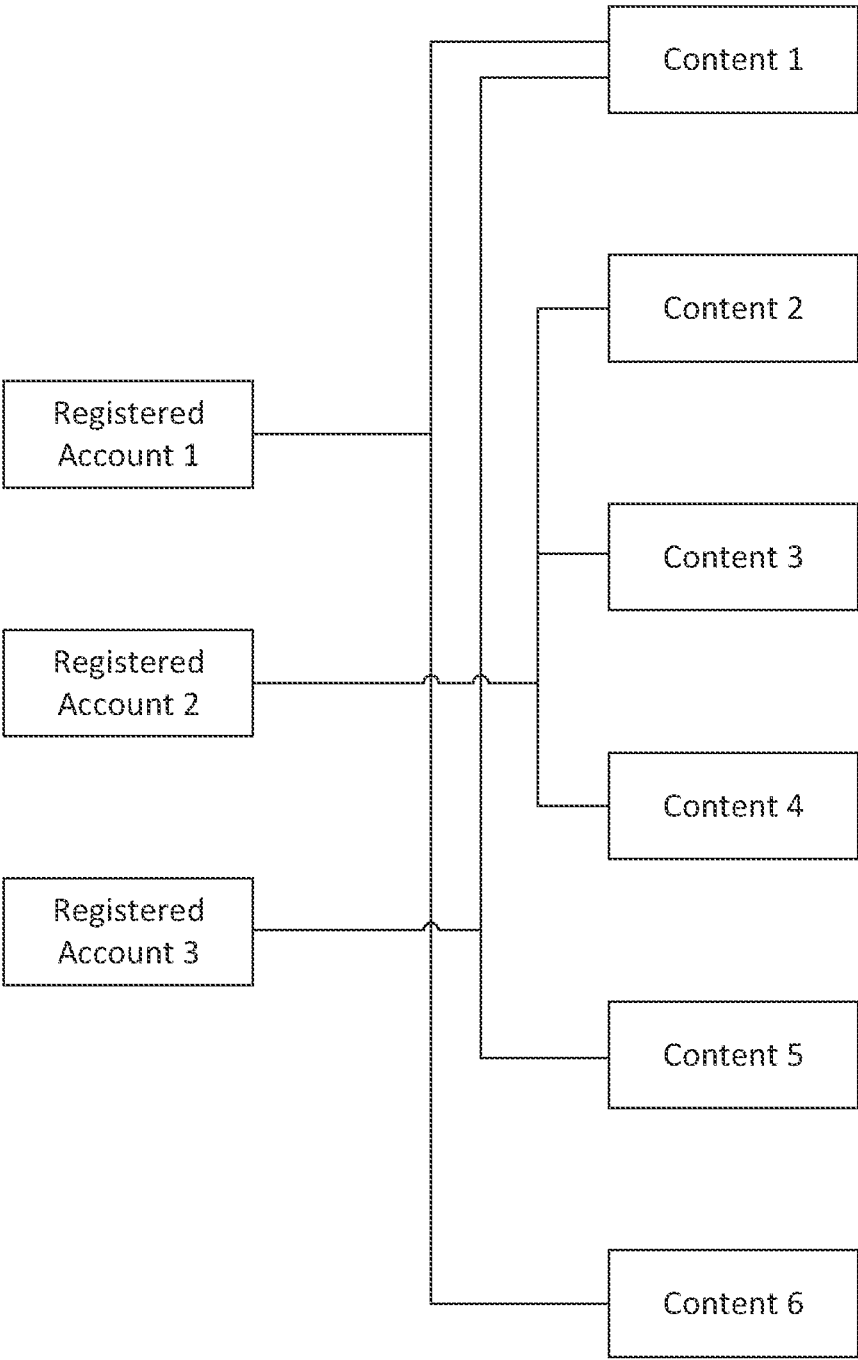 Content 1
Content 2
Registered
Account 1
Content 3
Registered
Account 2
Content 4
Registered
Account 3
Content 5
Content 6